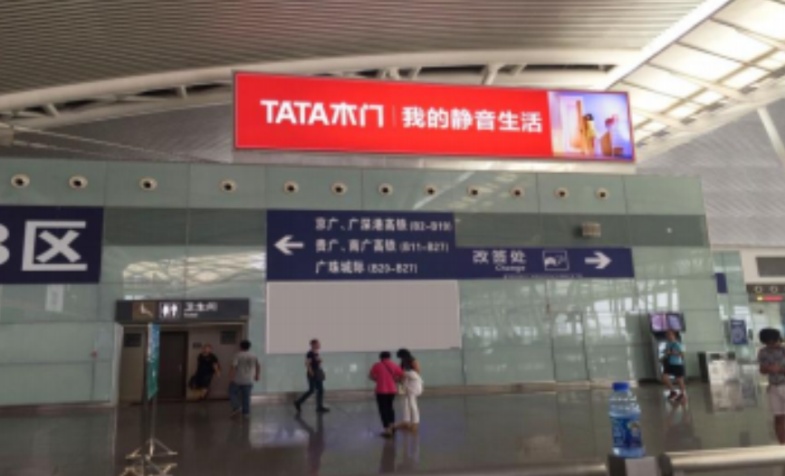 TATA木门 我的静音生活
京广、广深港高铁 (B2-B19)
贵广、南广高铁 (B11-B27)
广珠城际 (B20-B27)
改签处
Change
B区
卫生间